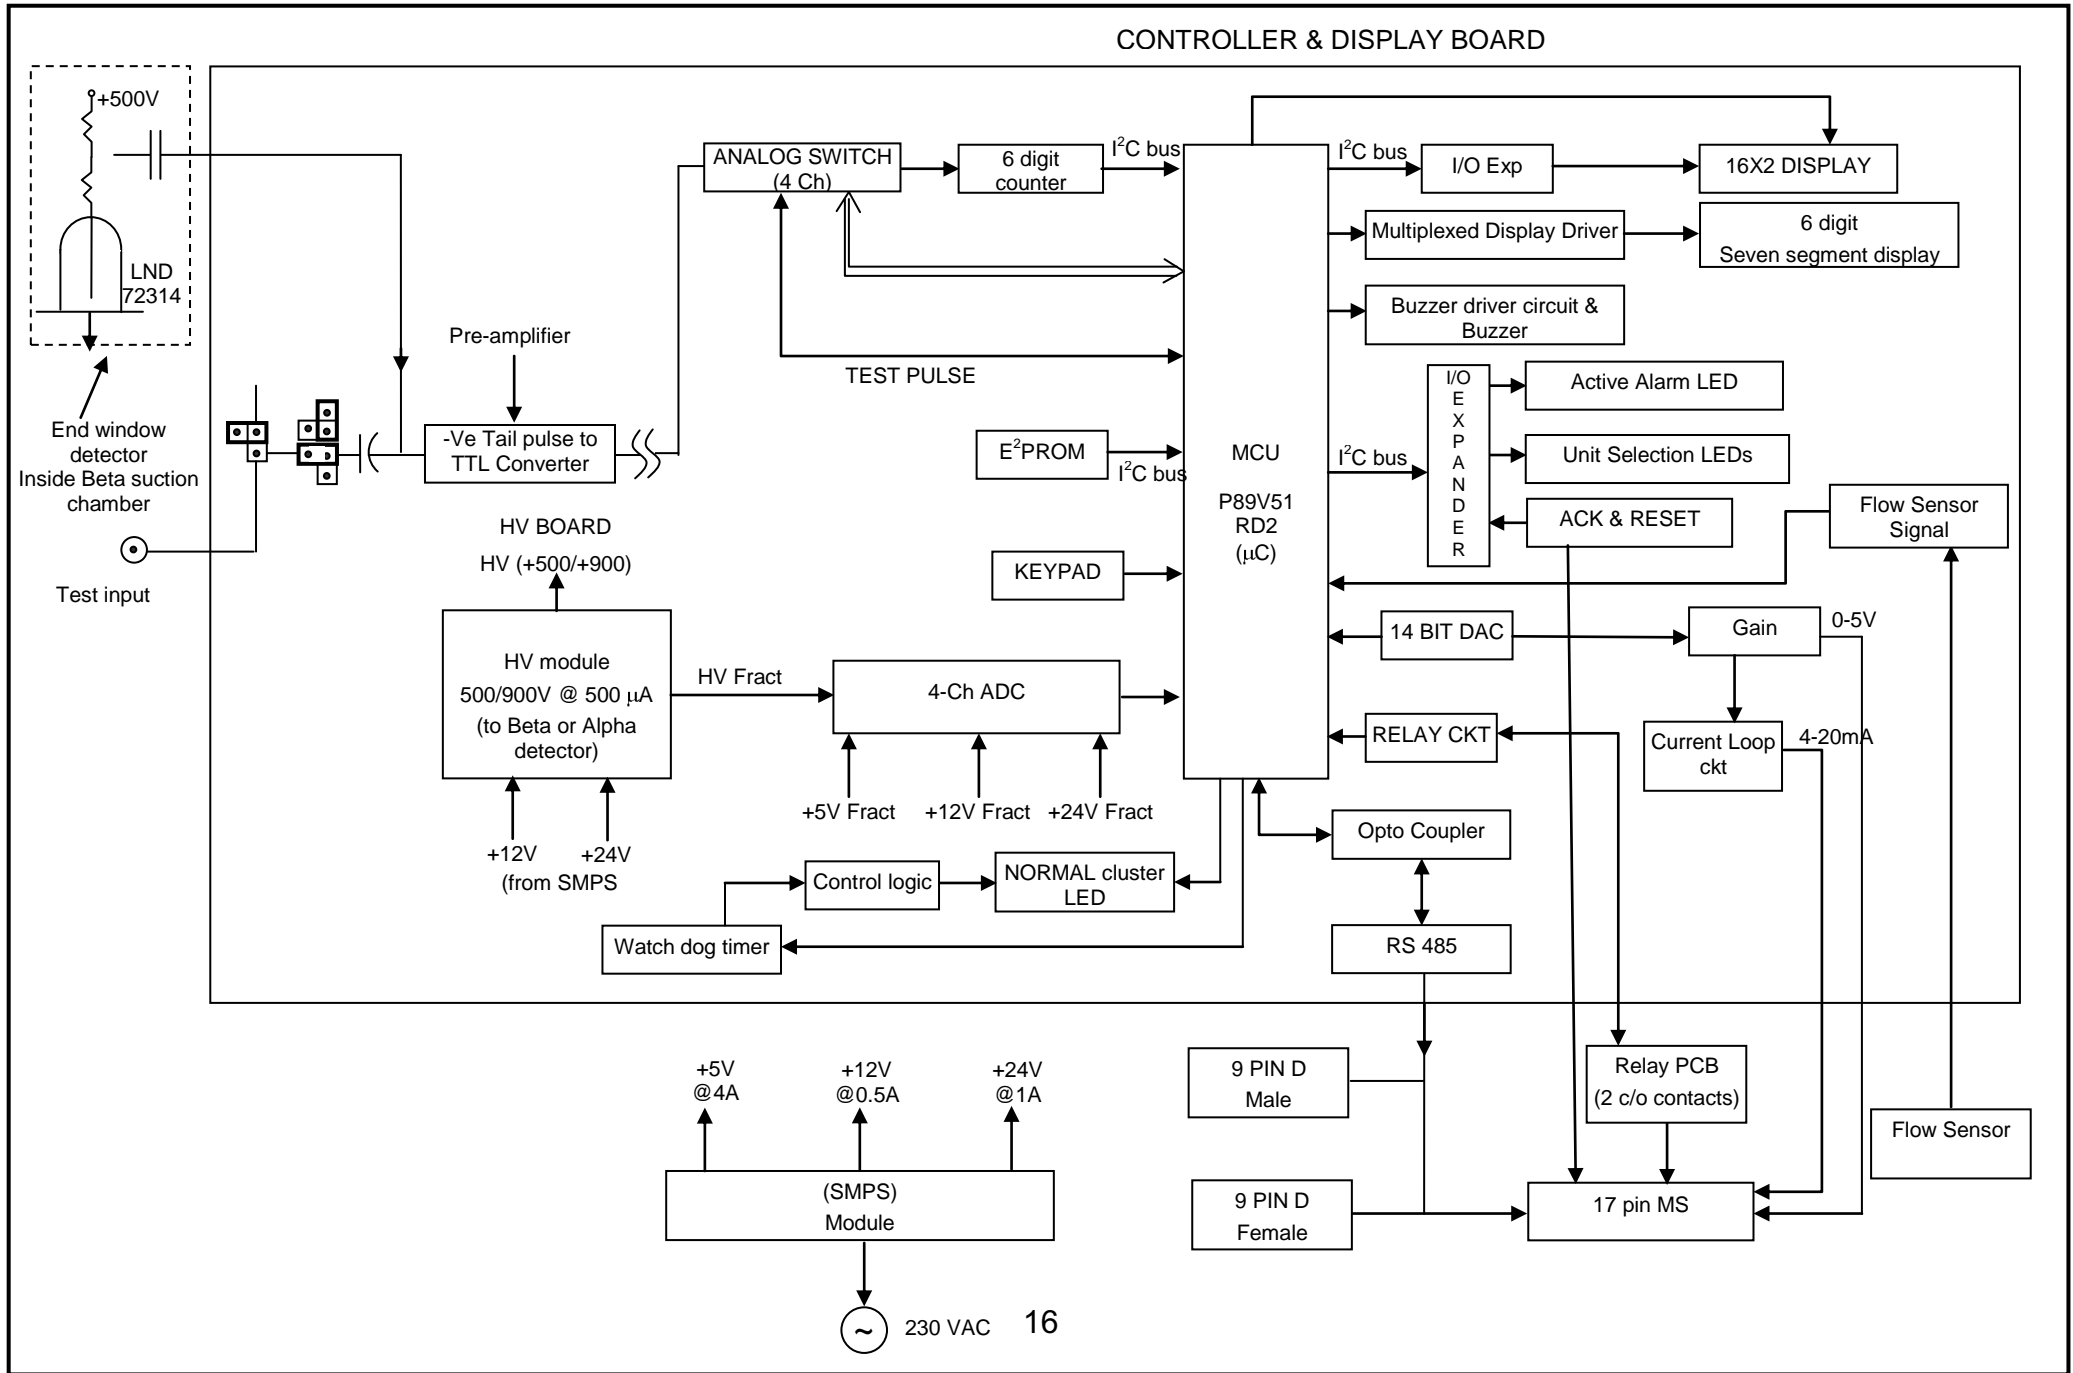 CONTROLLER & DISPLAY BOARD
+500V
LND
72314
End window
detector
Inside Beta suction
chamber
Test input
Pre-amplifier
-Ve Tail pulse to
TTL Converter
ANALOG SWITCH
(4 Ch)
6 digit
counter
I²C bus
TEST PULSE
E²PROM
I²C bus
KEYPAD
MCU
P89V51
RD2
(μC)
I²C bus
I/O Exp
16X2 DISPLAY
Multiplexed Display Driver
6 digit
Seven segment display
Buzzer driver circuit &
Buzzer
I²C bus
I/O
E
X
P
A
N
D
E
R
Active Alarm LED
Unit Selection LEDs
ACK & RESET
Flow Sensor
Signal
14 BIT DAC
Gain
0-5V
RELAY CKT
Current Loop
ckt
4-20mA
HV BOARD
HV (+500/+900)
HV module
500/900V @ 500 μA
(to Beta or Alpha
detector)
HV Fract
4-Ch ADC
+5V Fract
+12V Fract
+24V Fract
+12V
+24V
(from SMPS
Control logic
NORMAL cluster
LED
Watch dog timer
Opto Coupler
RS 485
+5V
@4A
+12V
@0.5A
+24V
@1A
(SMPS)
Module
~
230 VAC
16
9 PIN D
Male
9 PIN D
Female
Relay PCB
(2 c/o contacts)
17 pin MS
Flow Sensor